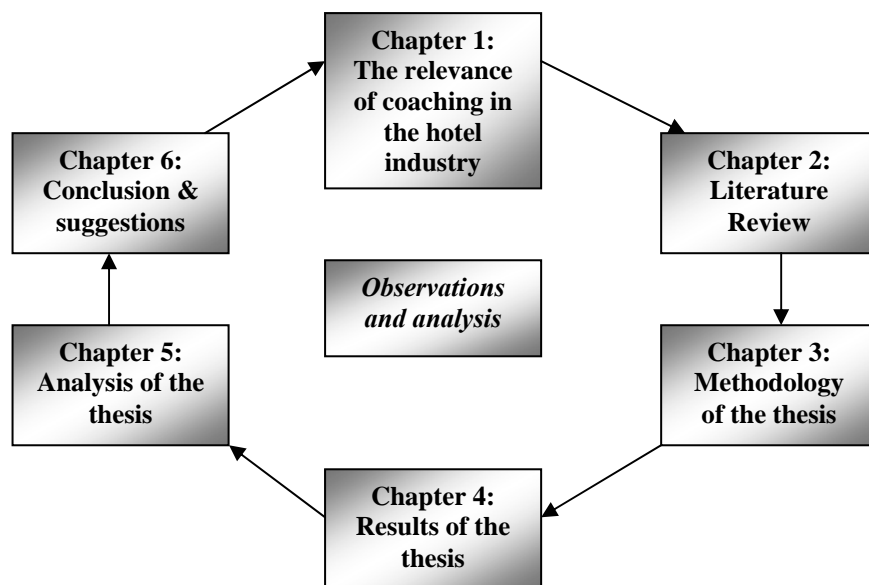 Chapter 1:
The relevance
of coaching in
the hotel
industry
Chapter 2:
Literature
Review
Chapter 3:
Methodology
of the thesis
Chapter 4:
Results of the
thesis
Chapter 5:
Analysis of the
thesis
Chapter 6:
Conclusion &
suggestions
Observations
and analysis